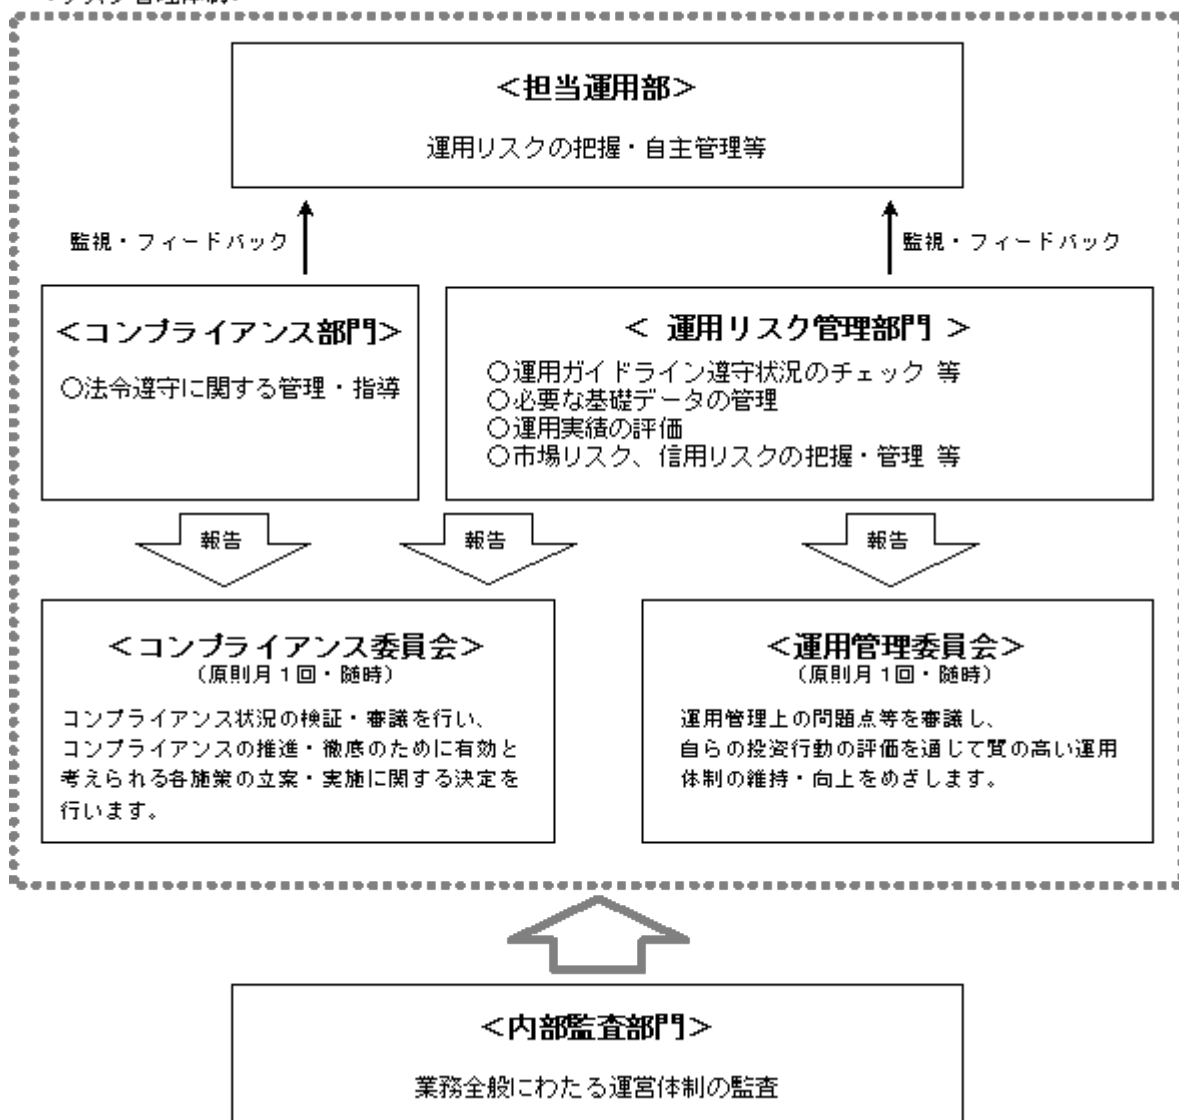 <担当運用部>
運用リスクの把握・自主管理等
監視・フィードバック
監視・フィードバック
<コンプライアンス部門>
○法令遵守に関する管理・指導
< 運用リスク管理部門 >
○運用ガイドライン遵守状況のチェック 等
○必要な基礎データの管理
○運用実績の評価
○市場リスク、信用リスクの把握・管理 等
報告
報告
報告
<コンプライアンス委員会>
(原則月1回・随時)
コンプライアンス状況の検証・審議を行い、
コンプライアンスの推進・徹底のために有効と
考えられる各施策の立案・実施に関する決定を
行います。
<運用管理委員会>
(原則月1回・随時)
運用管理上の問題点等を審議し、
自らの投資行動の評価を通じて質の高い運用
体制の維持・向上をめざします。
<内部監査部門>
業務全般にわたる運営体制の監査